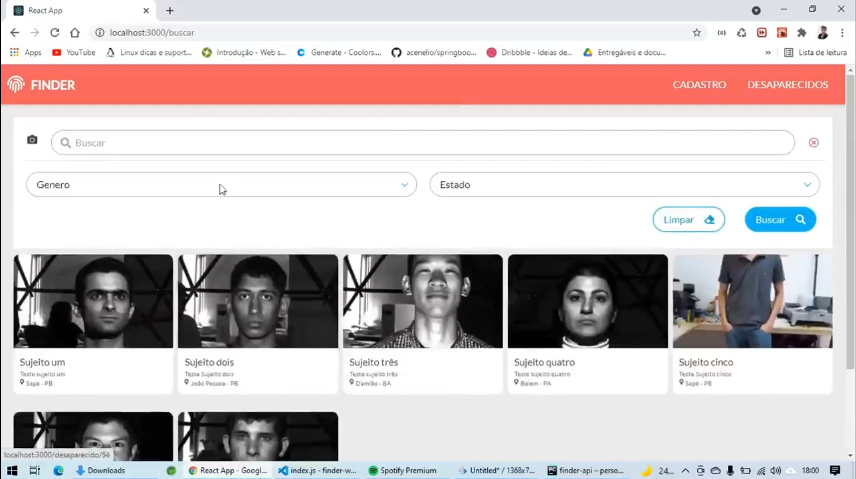 React App
localhost:3000/buscar
Apps
YouTube
Linux dicas e suport...
Introdução - Web s...
Generate - Coolors....
acenelio/springboo...
Dribbble - Ideias de...
Entregáveis e docu...
»
Lista de leitura
FINDER
CADASTRO
DESAPARECIDOS
Buscar
Genero
Estado
Limpar
Buscar
Sujeito um
Teste sujeito um
Sapé - PB
Sujeito dois
Teste Sujeito dois
João Pessoa - PB
Sujeito três
Teste sujeito três
Damião - BA
Sujeito quatro
Teste sujeito quatro
Belem - PA
Sujeito cinco
Teste Sujeito cinco
Sapé - PB
localhost:3000/desaparecido/54
Downloads
React App - Googl...
index.js - finder-w...
Spotify Premium
Untitled* / 1368x7...
finder-api – perso...
24...
18:00